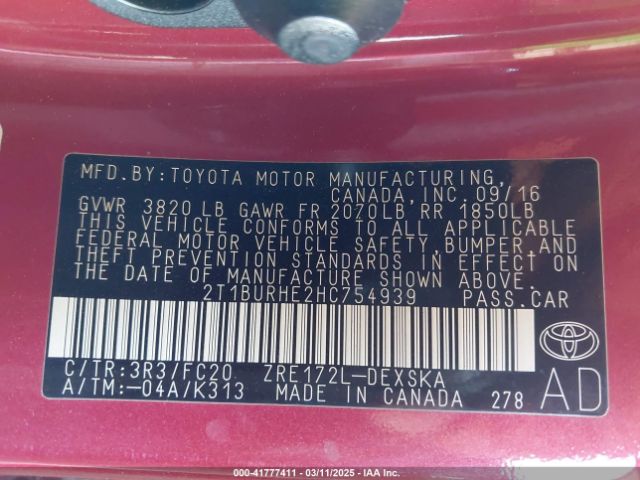 MFD.BY:TOYOTA MOTOR MANUFACTURING,
CANADA,INC. 09/16
GVWR 3820 LB GAWR FR 2070LB RR 1850LB
THIS VEHICLE CONFORMS TO ALL APPLICABLE
FEDERAL MOTOR VEHICLE SAFETY,BUMPER,AND
THEFT PREVENTION STANDARDS IN EFFECT ON
THE DATE OF MANUFACTURE SHOWN ABOVE.
2T1BURHE2HC754939 PASS.CAR
C/TR:3R3/FC20 ZRE172L-DEXSKA
A/TM:-04A/K313 MADE IN CANADA 278 AD
000-41777411 | 03/11/2025 | IAA Inc.